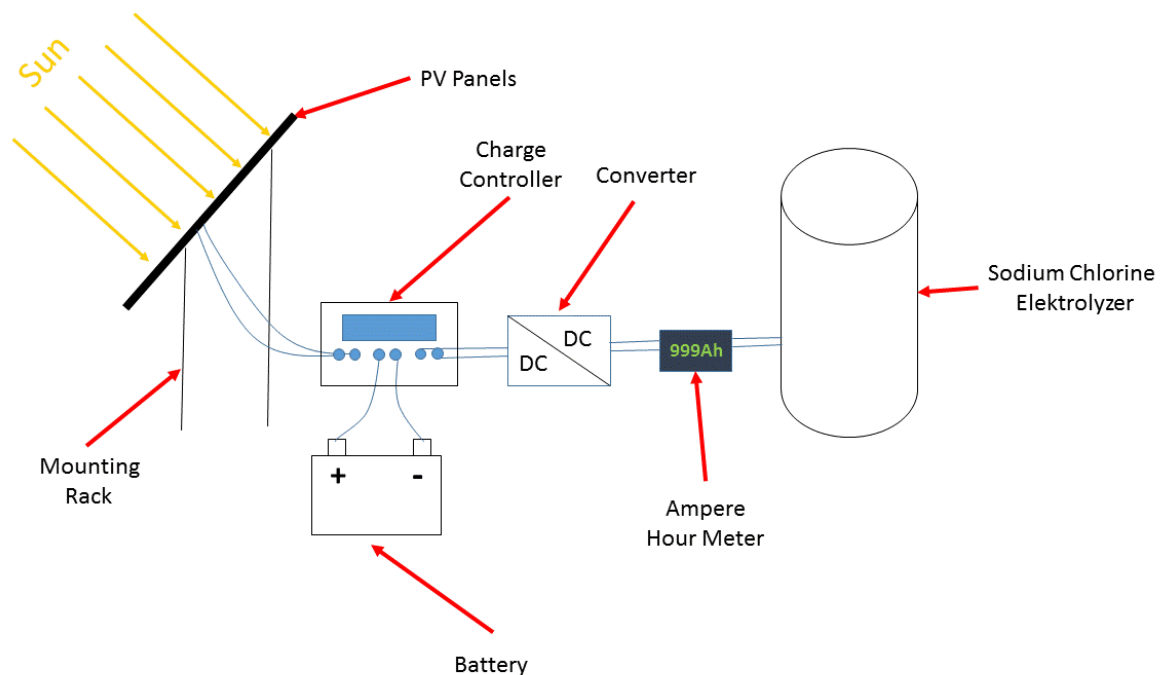 Sun
PV Panels
Charge
Controller
Converter
Sodium Chlorine
Elektrolyzer
DC
DC
999Ah
+
-
Mounting
Rack
Ampere
Hour Meter
Battery